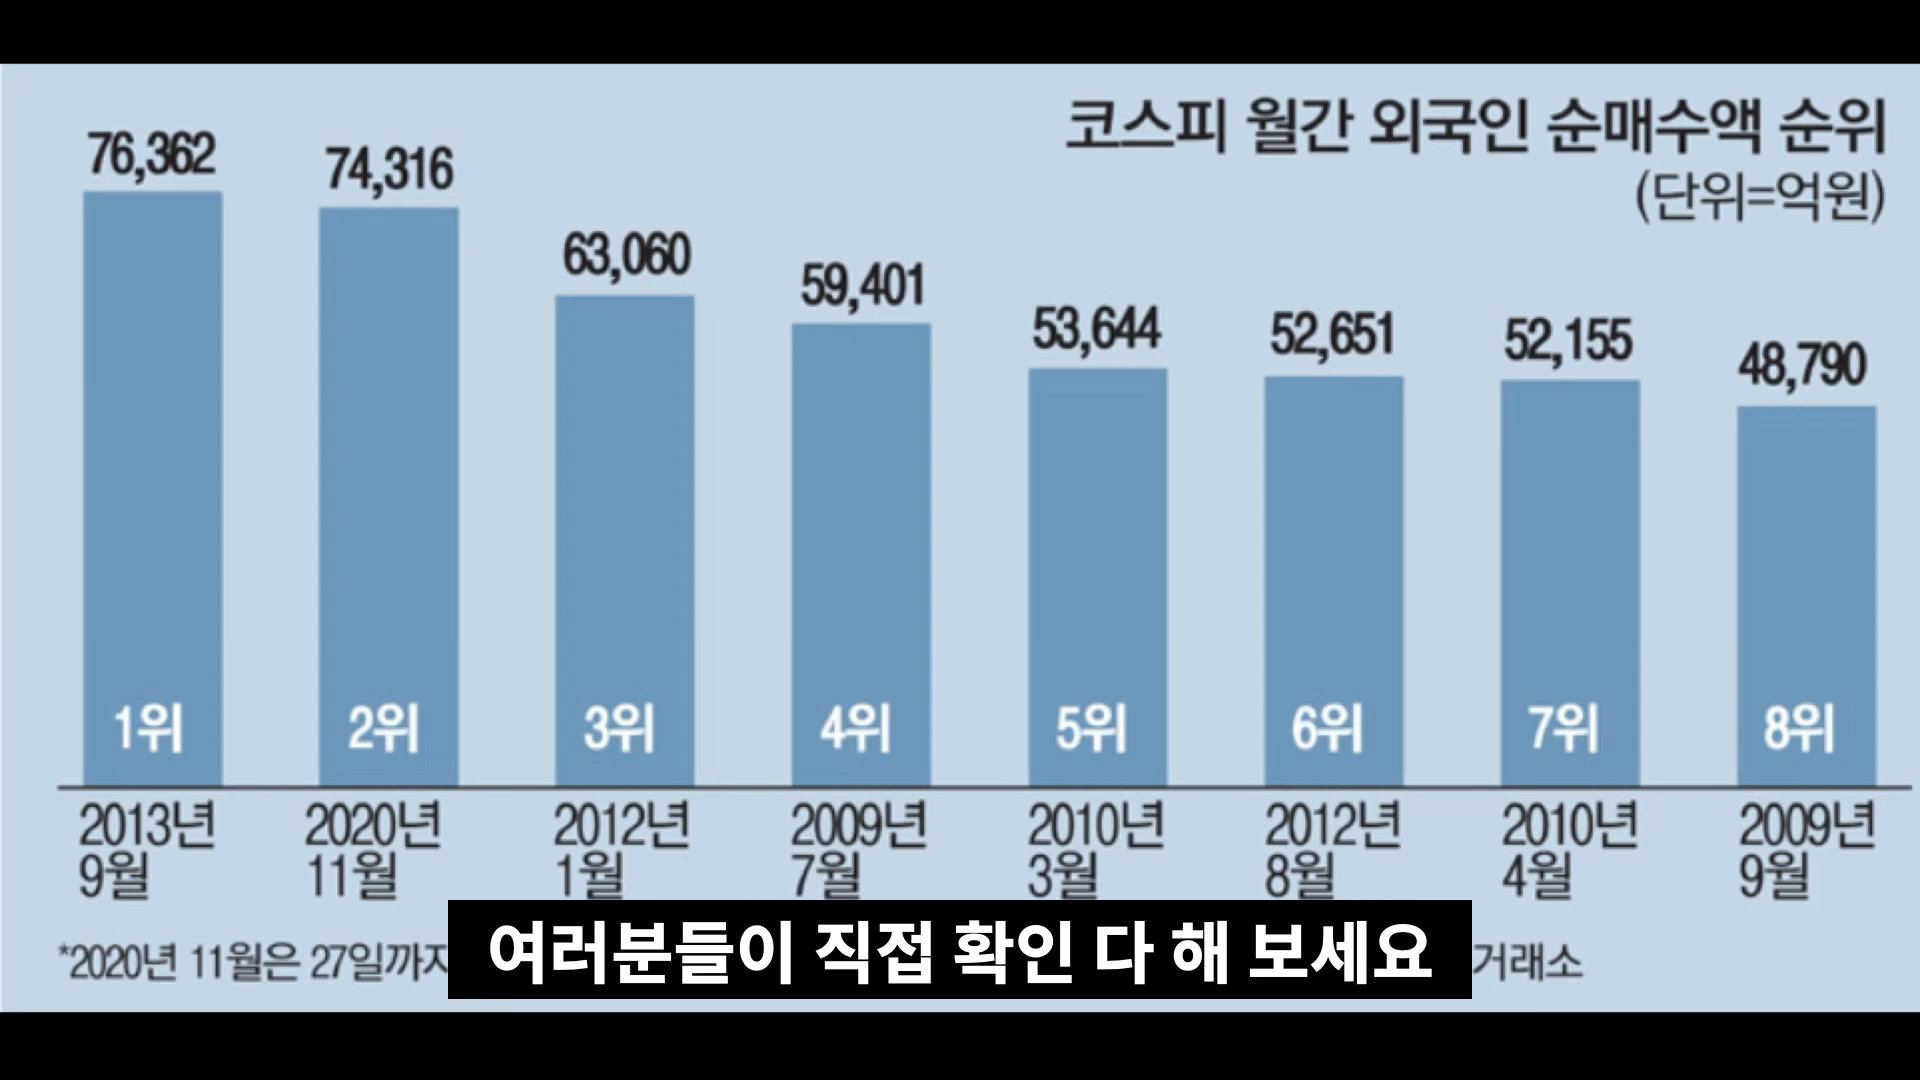 코스피 월간 외국인 순매수액 순위
(단위=억원)
76,362
74,316
63,060
59,401
53,644
52,651
52,155
48,790
1위
2위
3위
4위
5위
6위
7위
8위
2013년
9월
2020년
11월
2012년
1월
2009년
7월
2010년
3월
2012년
8월
2010년
4월
2009년
9월
*2020년 11월은 27일까지
거래소
여러분들이 직접 확인 다 해 보세요